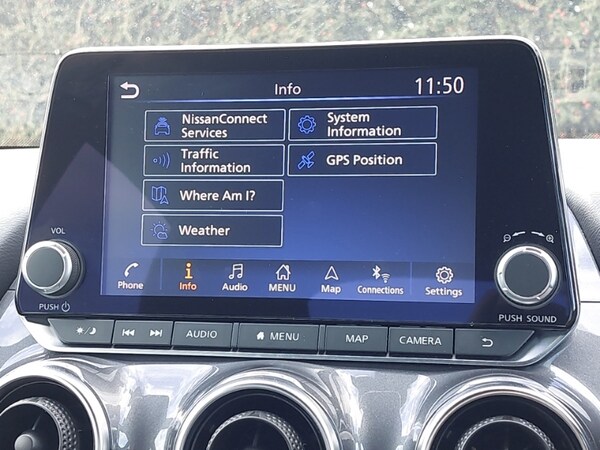 Info
11:50
NissanConnect
Services
System
Information
Traffic
Information
GPS Position
Where Am I?
Weather
VOL
PUSH
Phone
Info
Audio
MENU
Map
Connections
Settings
PUSH SOUND
AUDIO
MENU
MAP
CAMERA